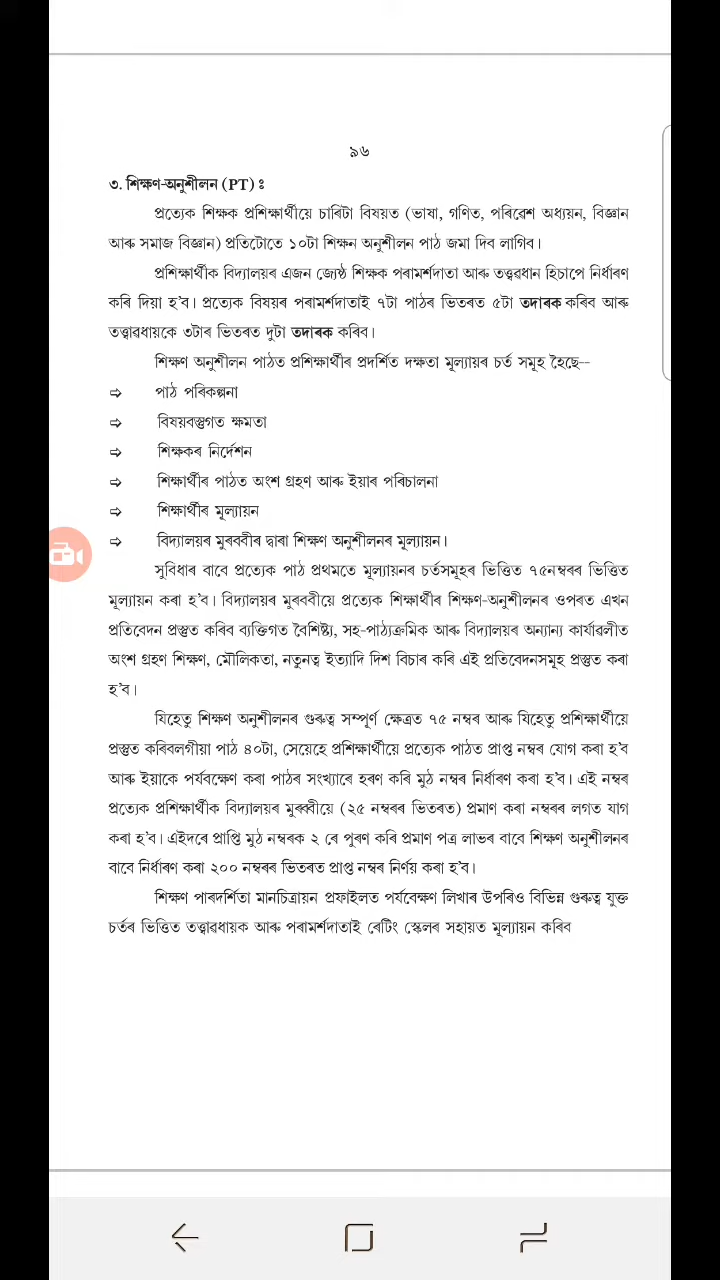 ৯৬
৩. শিক্ষণ-অনুশীলন (PT) ঃ
প্ৰত্যেক শিক্ষক প্ৰশিক্ষাৰ্থীয়ে চাৰিটা বিষয়ত (ভাষা, গণিত, পৰিৱেশ অধ্যয়ন, বিজ্ঞান
আৰু সমাজ বিজ্ঞান) প্ৰতিটোতে ১০টা শিক্ষন অনুশীলন পাঠ জমা দিব লাগিব।
প্ৰশিক্ষাৰ্থীক বিদ্যালয়ৰ এজন জ্যেষ্ঠ শিক্ষক পৰামৰ্শদাতা আৰু তত্ত্বৱধান হিচাপে নিৰ্ধাৰণ
কৰি দিয়া হ'ব। প্ৰত্যেক বিষয়ৰ পৰামৰ্শদাতাই ৭টা পাঠৰ ভিতৰত ৫টা তদাৰক কৰিব আৰু
তত্ত্বাৱধায়কে ৩টাৰ ভিতৰত দুটা তদাৰক কৰিব।
শিক্ষণ অনুশীলন পাঠত প্ৰশিক্ষাৰ্থীৰ প্ৰদৰ্শিত দক্ষতা মূল্যায়ৰ চৰ্ত সমূহ হৈছে--
⇨ পাঠ পৰিকল্পনা
⇨ বিষয়বস্তুগত ক্ষমতা
⇨ শিক্ষকৰ নিৰ্দেশন
⇨ শিক্ষাৰ্থীৰ পাঠত অংশ গ্ৰহণ আৰু ইয়াৰ পৰিচালনা
⇨ শিক্ষাৰ্থীৰ মূল্যায়ন
⇨ বিদ্যালয়ৰ মুৰববীৰ দ্বাৰা শিক্ষণ অনুশীলনৰ মূল্যায়ন।
সুবিধাৰ বাবে প্ৰত্যেক পাঠ প্ৰথমতে মূল্যায়নৰ চৰ্তসমূহৰ ভিত্তিত ৭৫নম্বৰৰ ভিত্তিত
মূল্যায়ন কৰা হ'ব। বিদ্যালয়ৰ মুৰববীয়ে প্ৰত্যেক শিক্ষাৰ্থীৰ শিক্ষণ-অনুশীলনৰ ওপৰত এখন
প্ৰতিবেদন প্ৰস্তুত কৰিব ব্যক্তিগত বৈশিষ্ট্য, সহ-পাঠ্যক্ৰমিক আৰু বিদ্যালয়ৰ অন্যান্য কাৰ্যাৱলীত
অংশ গ্ৰহণ শিক্ষণ, মৌলিকতা, নতুনত্ব ইত্যাদি দিশ বিচাৰ কৰি এই প্ৰতিবেদনসমূহ প্ৰস্তুত কৰা
হ'ব।
যিহেতু শিক্ষণ অনুশীলনৰ গুৰুত্ব সম্পূৰ্ণ ক্ষেত্ৰত ৭৫ নম্বৰ আৰু যিহেতু প্ৰশিক্ষাৰ্থীয়ে
প্ৰস্তুত কৰিবলগীয়া পাঠ ৪০টা, সেয়েহে প্ৰশিক্ষাৰ্থীয়ে প্ৰত্যেক পাঠত প্ৰাপ্ত নম্বৰ যোগ কৰা হ'ব
আৰু ইয়াকে পৰ্যবক্ষেণ কৰা পাঠৰ সংখ্যাৰে হৰণ কৰি মুঠ নম্বৰ নিৰ্ধাৰণ কৰা হ'ব। এই নম্বৰ
প্ৰত্যেক প্ৰশিক্ষাৰ্থীক বিদ্যালয়ৰ মুৰব্বীয়ে (২৫ নম্বৰৰ ভিতৰত) প্ৰমাণ কৰা নম্বৰৰ লগত যাগ
কৰা হ'ব। এইদৰে প্ৰাপ্তি মুঠ নম্বৰক ২ ৰে পুৰণ কৰি প্ৰমাণ পত্ৰ লাভৰ বাবে শিক্ষণ অনুশীলনৰ
বাবে নিৰ্ধাৰণ কৰা ২০০ নম্বৰৰ ভিতৰত প্ৰাপ্ত নম্বৰ নিৰ্ণয় কৰা হ'ব।
শিক্ষণ পাৰদৰ্শিতা মানচিত্ৰায়ন প্ৰফাইলত পৰ্যবেক্ষণ লিখাৰ উপৰিও বিভিন্ন গুৰুত্ব যুক্ত
চৰ্তৰ ভিত্তিত তত্ত্বাৱধায়ক আৰু পৰামৰ্শদাতাই ৰেটিং স্কেলৰ সহায়ত মূল্যায়ন কৰিব